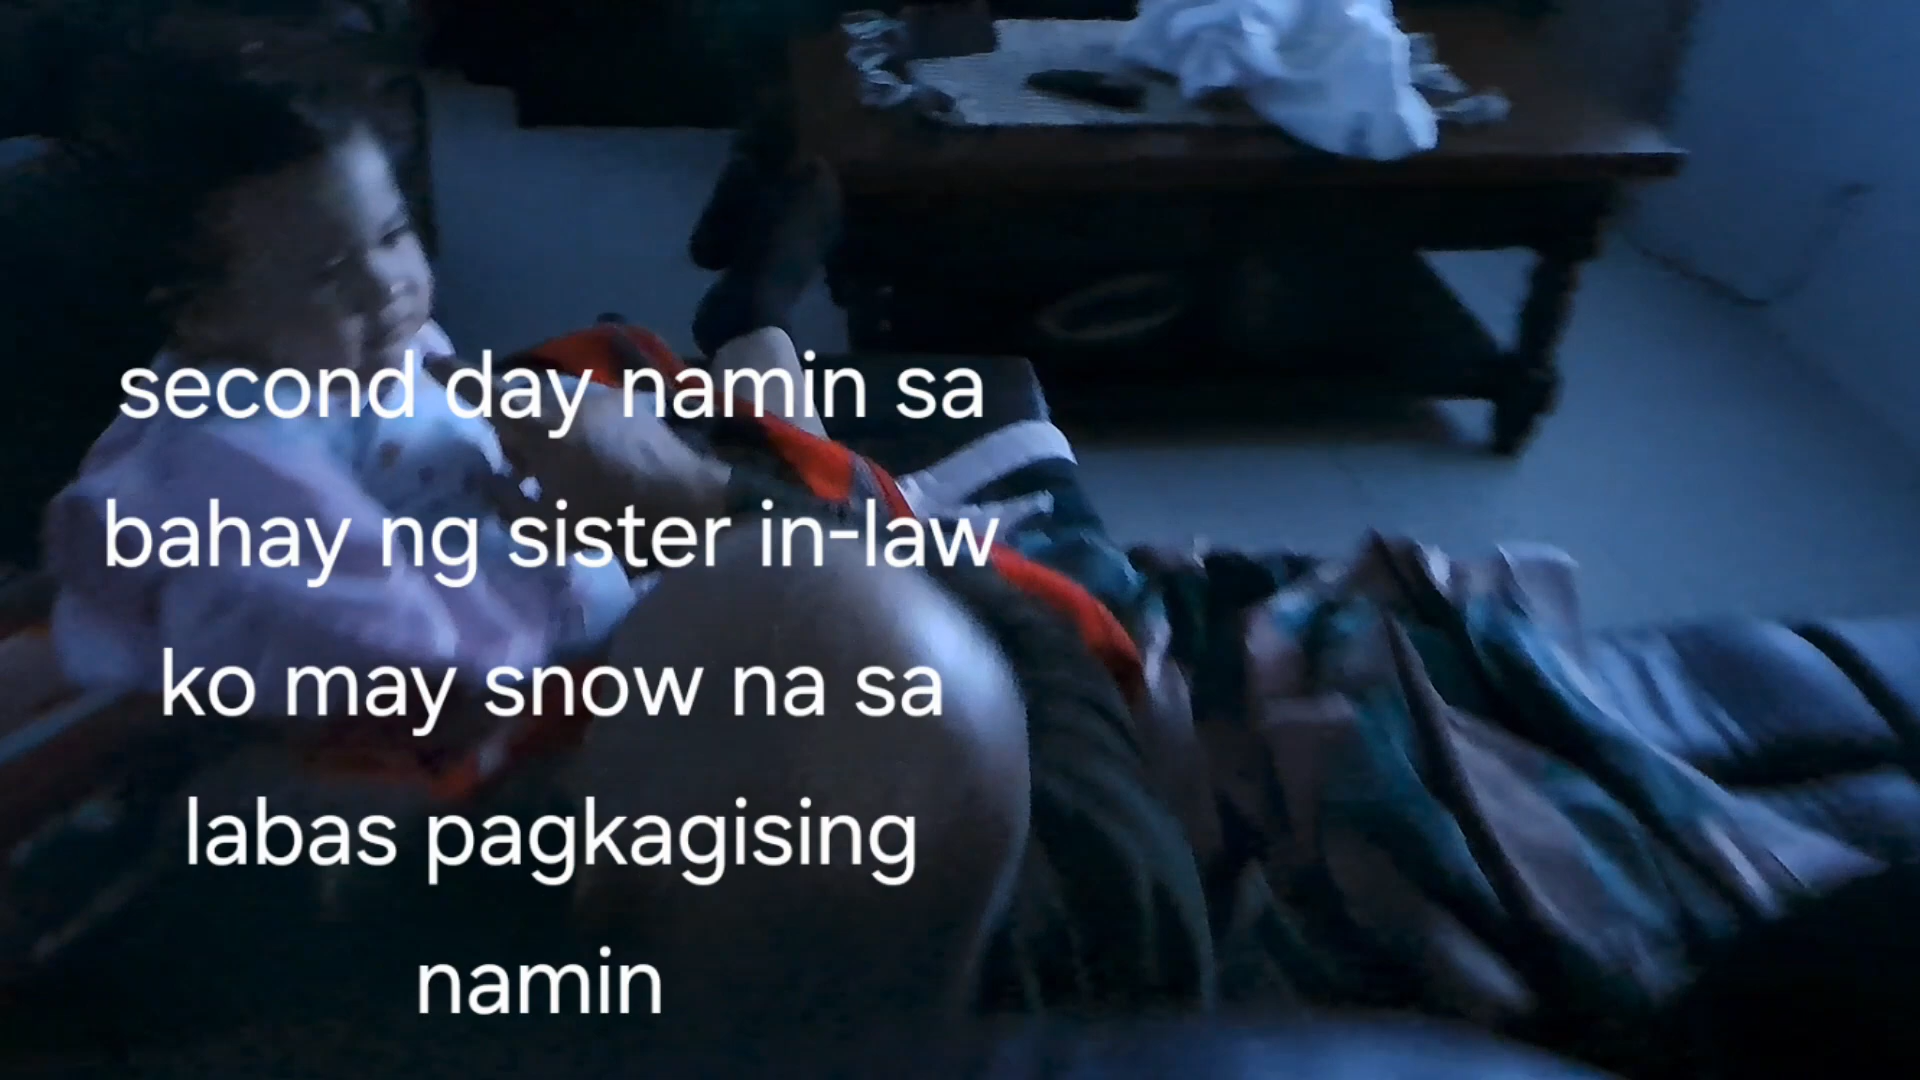 second day namin sa
bahay ng sister in-law
ko may snow na sa
labas pagkagising
namin